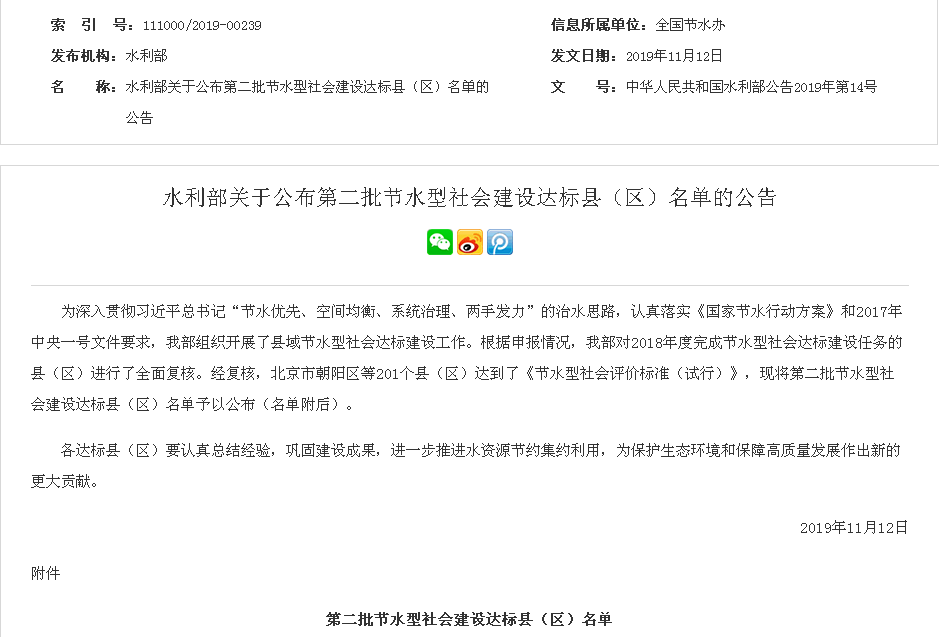 索 引 号：111000/2019-00239 信息所属单位：全国节水办
发布机构：水利部 发文日期：2019年11月12日
名 称：水利部关于公布第二批节水型社会建设达标县（区）名单的 文 号：中华人民共和国水利部公告2019年第14号
公告
水利部关于公布第二批节水型社会建设达标县（区）名单的公告
为深入贯彻习近平总书记“节水优先、空间均衡、系统治理、两手发力”的治水思路，认真落实《国家节水行动方案》和2017年
中央一号文件要求，我部组织开展了县域节水型社会达标建设工作。根据申报情况，我部对2018年度完成节水型社会达标建设任务的
县（区）进行了全面复核。经复核，北京市朝阳区等201个县（区）达到了《节水型社会评价标准（试行）》，现将第二批节水型社
会建设达标县（区）名单予以公布（名单附后）。
各达标县（区）要认真总结经验，巩固建设成果，进一步推进水资源节约集约利用，为保护生态环境和保障高质量发展作出新的
更大贡献。
2019年11月12日
附件
第二批节水型社会建设达标县（区）名单